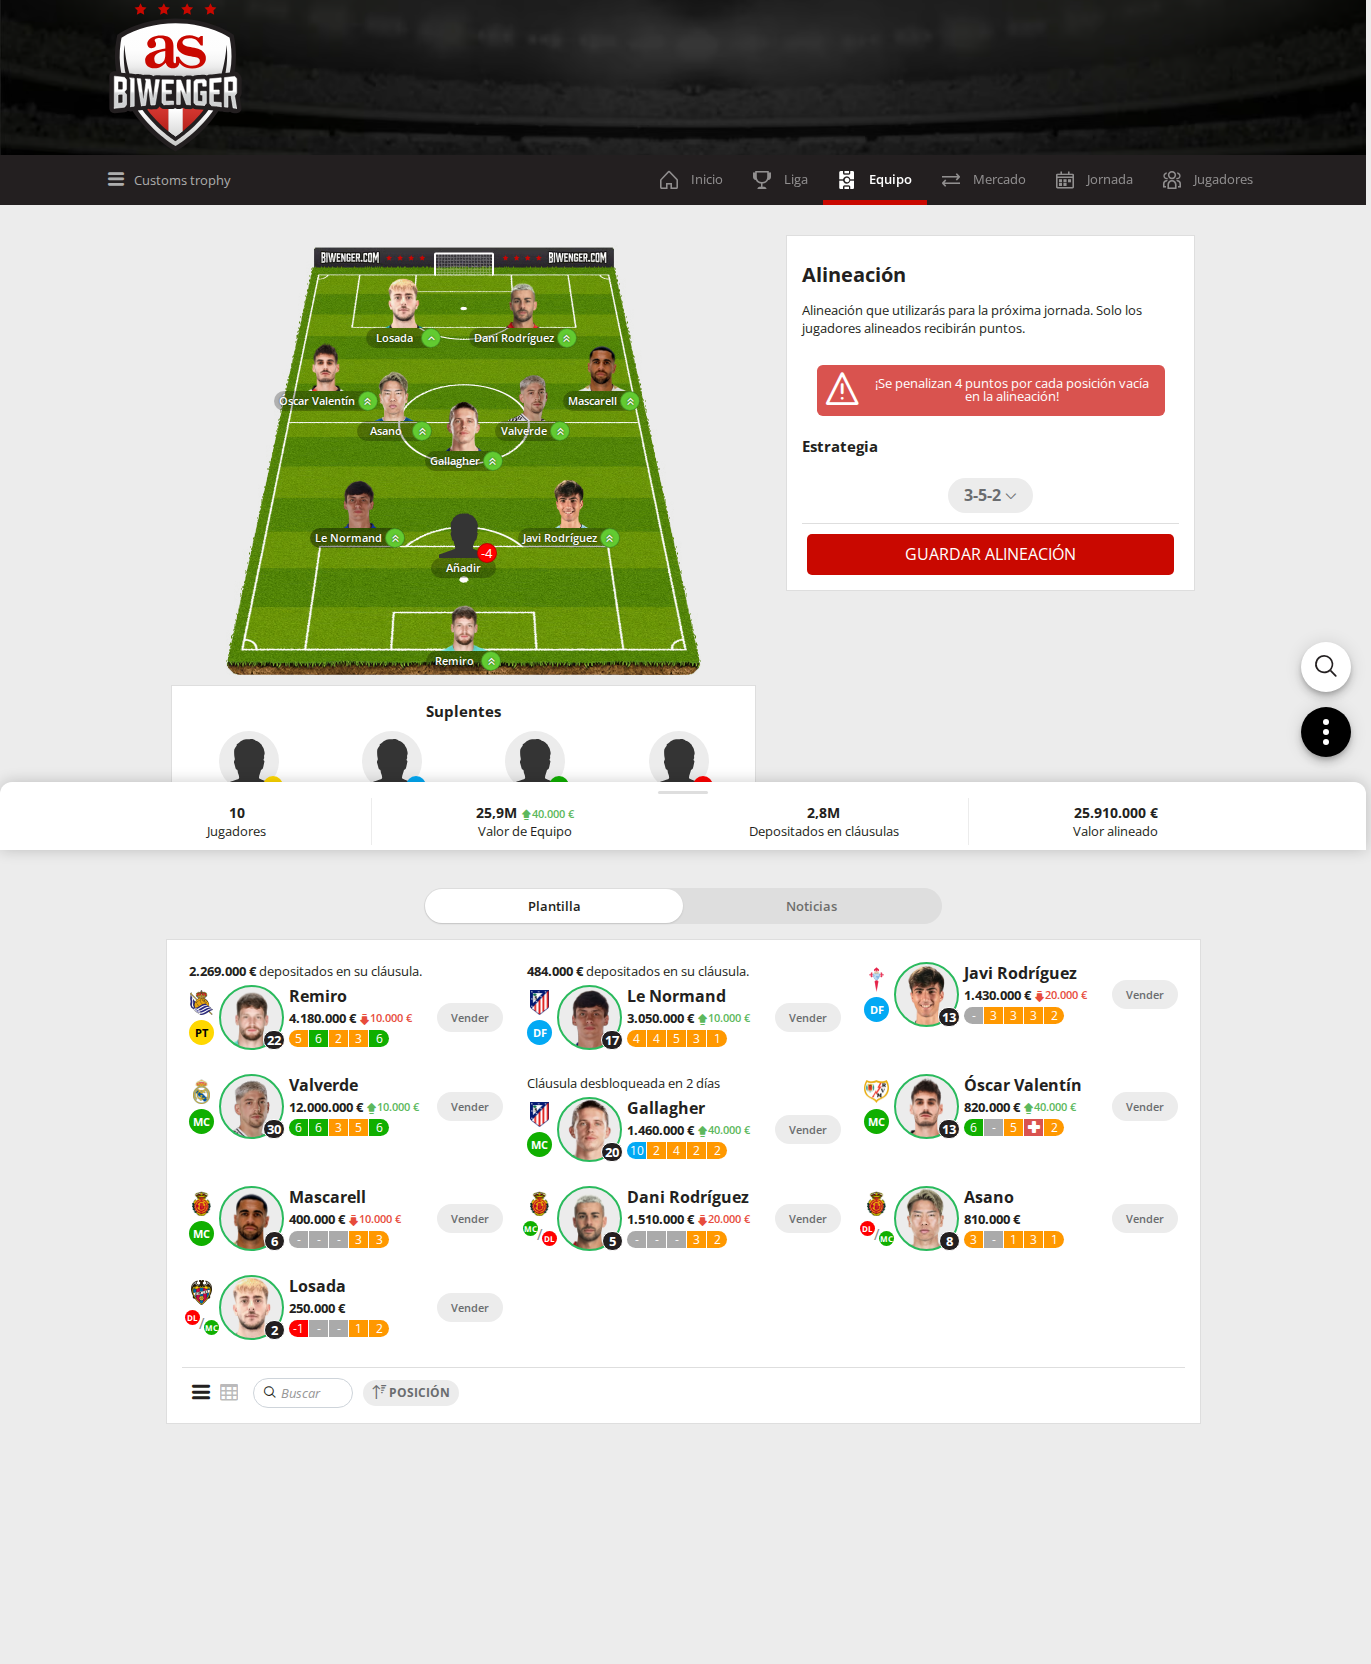 as
BIWENGER
Customs trophy
Inicio
Liga
Equipo
Mercado
Jornada
Jugadores
BIWENGER.COM
BIWENGER.COM
Losada
Dani Rodríguez
Óscar Valentín
Mascarell
Asano
Valverde
Gallagher
Le Normand
Javi Rodríguez
-4
Añadir
Remiro
Alineación
Alineación que utilizarás para la próxima jornada. Solo los
jugadores alineados recibirán puntos.
¡Se penalizan 4 puntos por cada posición vacía
en la alineación!
Estrategia
3-5-2
GUARDAR ALINEACIÓN
Suplentes
10
Jugadores
25,9M 40.000 €
Valor de Equipo
2,8M
Depositados en cláusulas
25.910.000 €
Valor alineado
Plantilla
Noticias
2.269.000 € depositados en su cláusula.
PT
22
Remiro
4.180.000 € 10.000 €
5 6 2 3 6
Vender
484.000 € depositados en su cláusula.
DF
17
Le Normand
3.050.000 € 10.000 €
4 4 5 3 1
Vender
DF
13
Javi Rodríguez
1.430.000 € 20.000 €
- 3 3 3 2
Vender
MC
30
Valverde
12.000.000 € 10.000 €
6 6 3 5 6
Vender
Cláusula desbloqueada en 2 días
MC
20
Gallagher
1.460.000 € 40.000 €
10 2 4 2 2
Vender
MC
13
Óscar Valentín
820.000 € 40.000 €
6 - 5 2
Vender
MC
6
Mascarell
400.000 € 10.000 €
- - - 3 3
Vender
MC / DL
5
Dani Rodríguez
1.510.000 € 20.000 €
- - - 3 2
Vender
DL / MC
8
Asano
810.000 €
3 - 1 3 1
Vender
DL / MC
2
Losada
250.000 €
-1 - - 1 2
Vender
Buscar
POSICIÓN